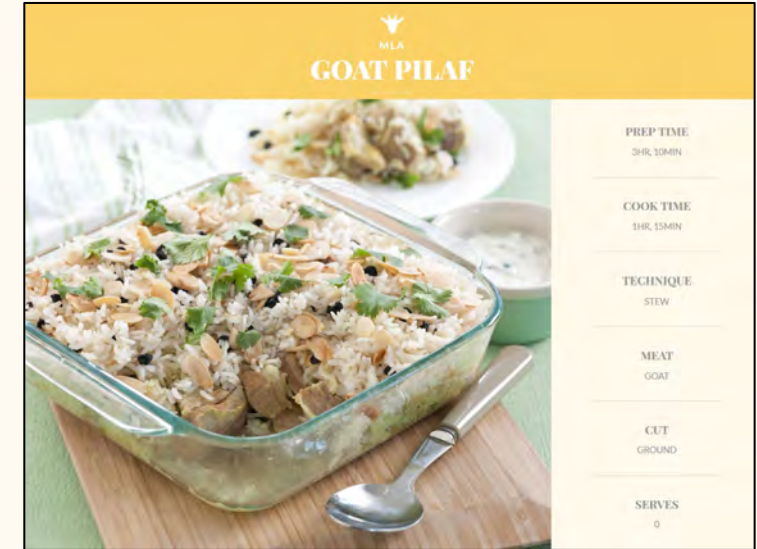 MLA
GOAT PILAF
PREP TIME
3HR, 10MIN
COOK TIME
1HR, 15MIN
TECHNIQUE
STEW
MEAT
GOAT
CUT
GROUND
SERVES
0